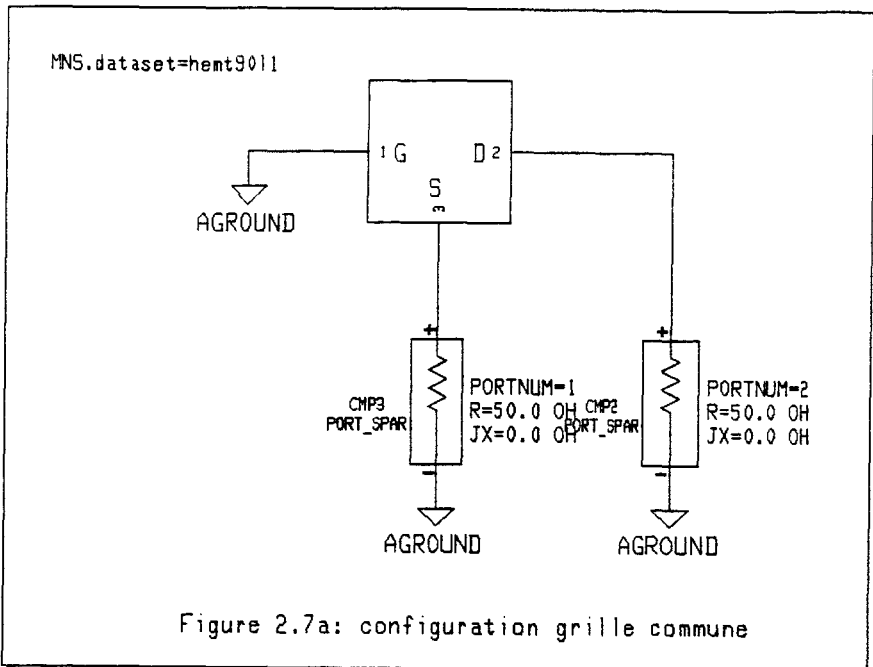 MNS.dataset=hemt9011
1 G D 2
S
3
AGROUND
+
+
CMP3
PORT_SPAR
PORTNUM=1
R=50.0 OH
JX=0.0 OH
CMP2
PORT_SPAR
PORTNUM=2
R=50.0 OH
JX=0.0 OH
-
-
AGROUND
AGROUND
Figure 2.7a: configuration grille commune